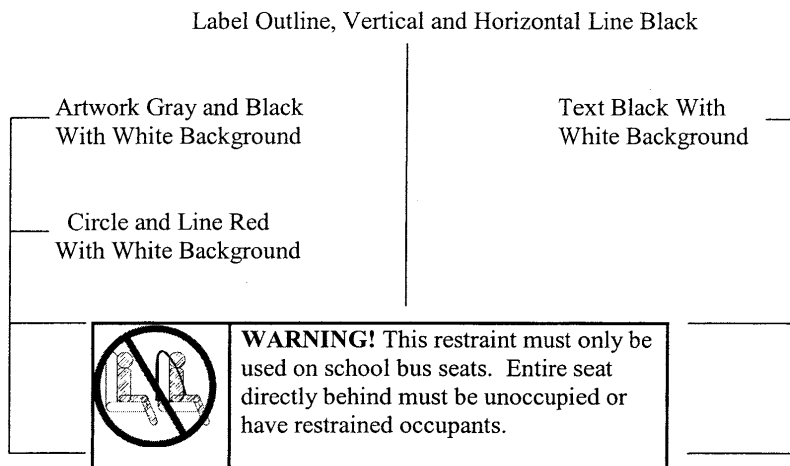 Label Outline, Vertical and Horizontal Line Black
Artwork Gray and Black
With White Background
Text Black With
White Background
Circle and Line Red
With White Background
WARNING! This restraint must only be
used on school bus seats. Entire seat
directly behind must be unoccupied or
have restrained occupants.